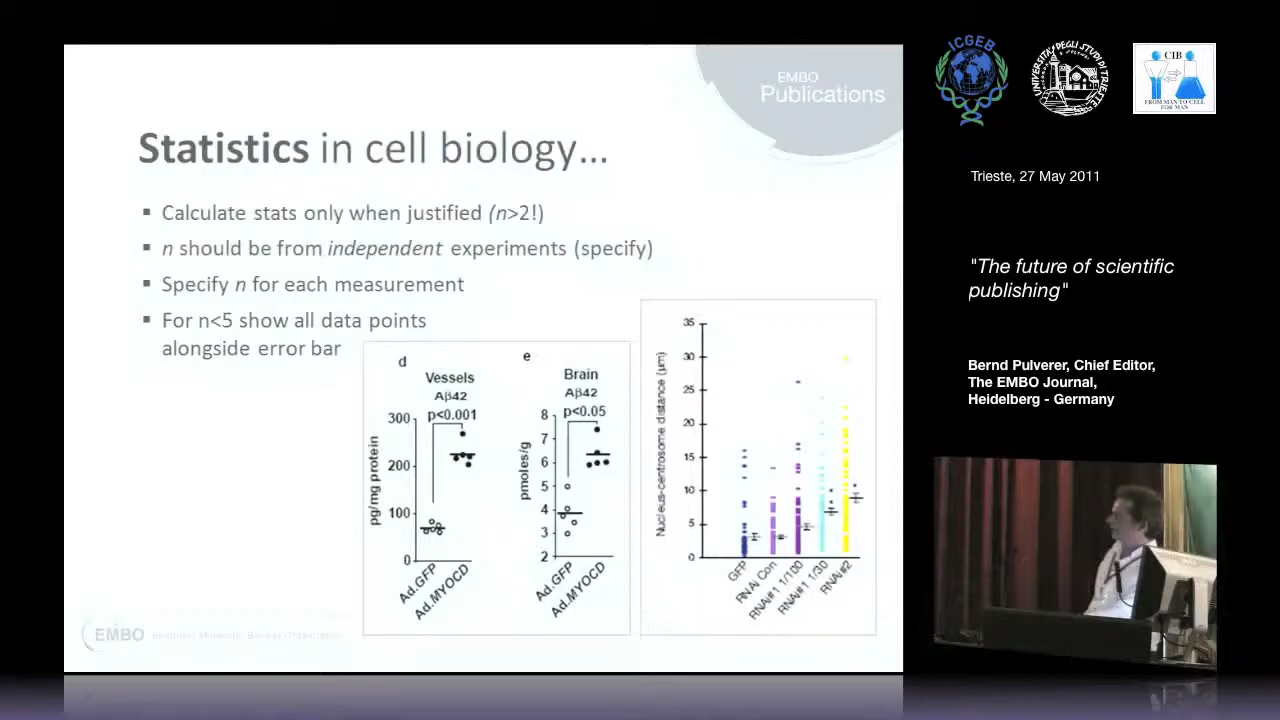 EMBO
Publications
Statistics in cell biology...
▪ Calculate stats only when justified (n>2!)
▪ n should be from independent experiments (specify)
▪ Specify n for each measurement
▪ For n<5 show all data points
alongside error bar
d
Vessels
Aβ42
p<0.001
pg/mg protein
300
200
100
0
Ad.GFP
Ad.MYOCD
e
Brain
Aβ42
p<0.05
pmoles/g
8
7
6
5
4
3
2
Ad.GFP
Ad.MYOCD
Nucleus-centrosome distance (µm)
35
30
25
20
15
10
5
0
GFP
RNAi Con
RNAi#1 1/100
RNAi#1 1/30
RNAi#2
EMBO
ICGEB
UNIVERSITA' DEGLI STUDI DI TRIESTE
CIB
FROM MAN TO CELL
FOR MAN
Trieste, 27 May 2011
"The future of scientific
publishing"
Bernd Pulverer, Chief Editor,
The EMBO Journal,
Heidelberg - Germany